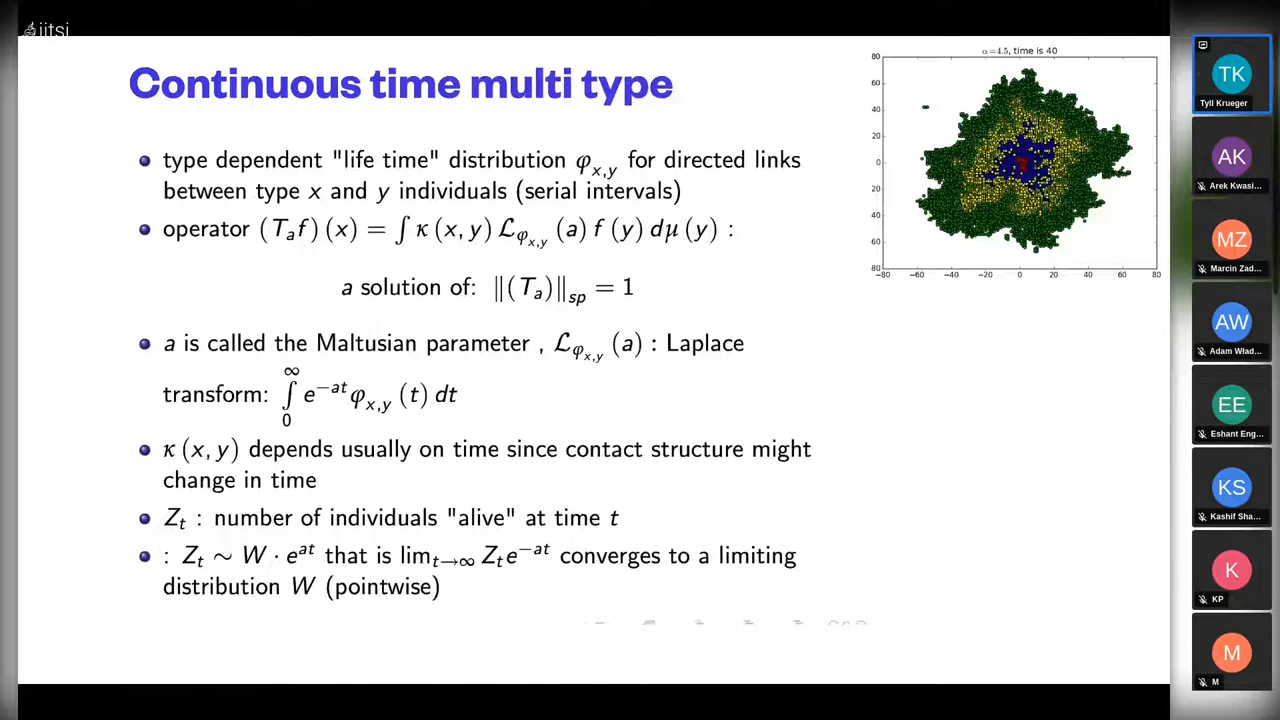 jitsi
Continuous time multi type
type dependent "life time" distribution φx,y for directed links
between type x and y individuals (serial intervals)
operator (Taf)(x) = ∫ κ(x, y) ℒφx,y (a) f(y) dμ(y) :
a solution of: ‖(Ta)‖sp = 1
a is called the Maltusian parameter , ℒφx,y (a) : Laplace
transform: ∫0∞ e−at φx,y (t) dt
κ(x, y) depends usually on time since contact structure might
change in time
Zt : number of individuals "alive" at time t
: Zt ∼ W · eat that is limt→∞ Zte−at converges to a limiting
distribution W (pointwise)
α=4.5, time is 40
80
60
40
20
0
20
40
60
80
−80 −60 −40 −20 0 20 40 60 80
TK
Tyll Krueger
AK
Arek Kwasi...
MZ
Marcin Zad...
AW
Adam Wład...
EE
Eshant Eng...
KS
Kashif Sha...
K
KP
M
M